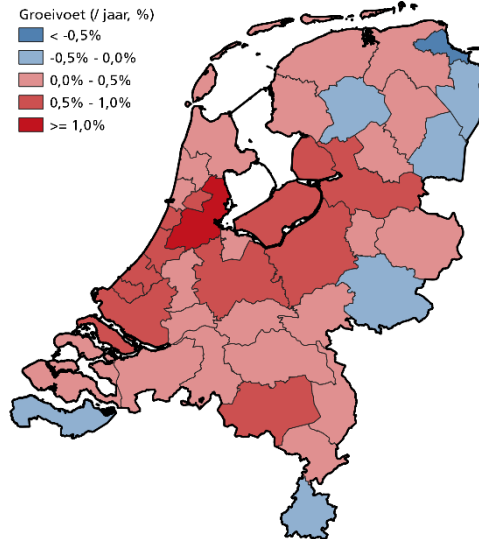 Groeivoet (/ jaar, %)
< -0,5%
-0,5% - 0,0%
0,0% - 0,5%
0,5% - 1,0%
>= 1,0%